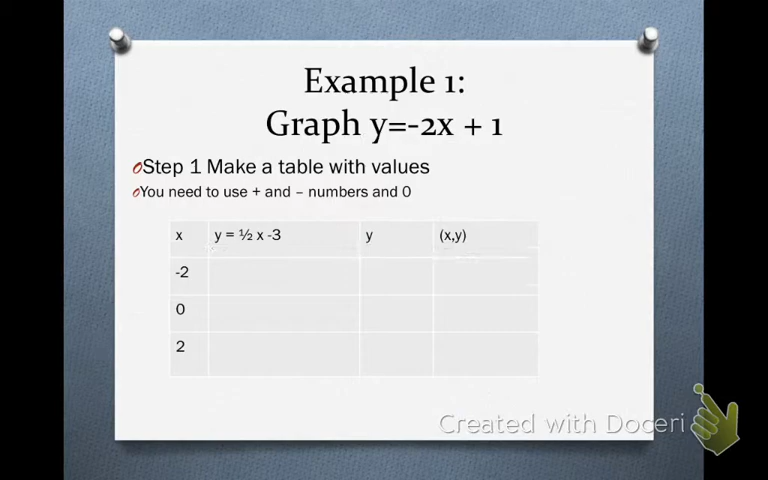 Example 1:
Graph y=-2x + 1
Step 1 Make a table with values
You need to use + and – numbers and 0
x y = ½ x -3 y (x,y)
-2
0
2
Created with Doceri